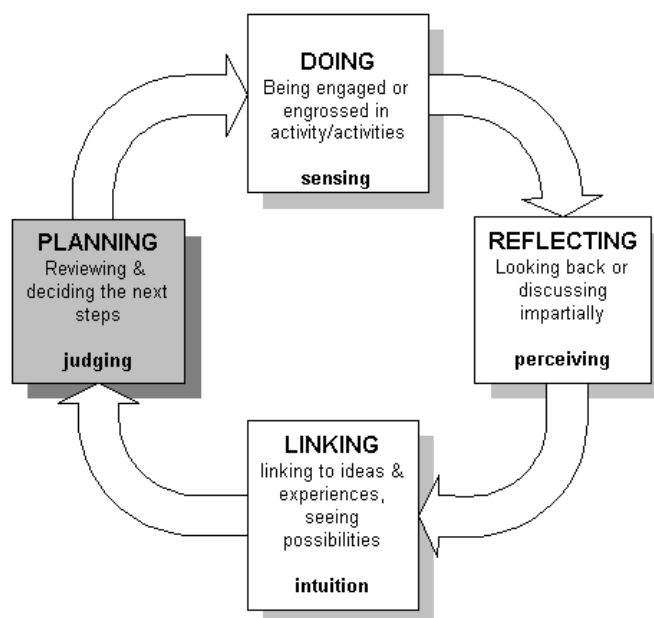 DOING
Being engaged or
engrossed in
activity/activities
sensing
REFLECTING
Looking back or
discussing
impartially
perceiving
LINKING
linking to ideas &
experiences,
seeing
possibilities
intuition
PLANNING
Reviewing &
deciding the next
steps
judging